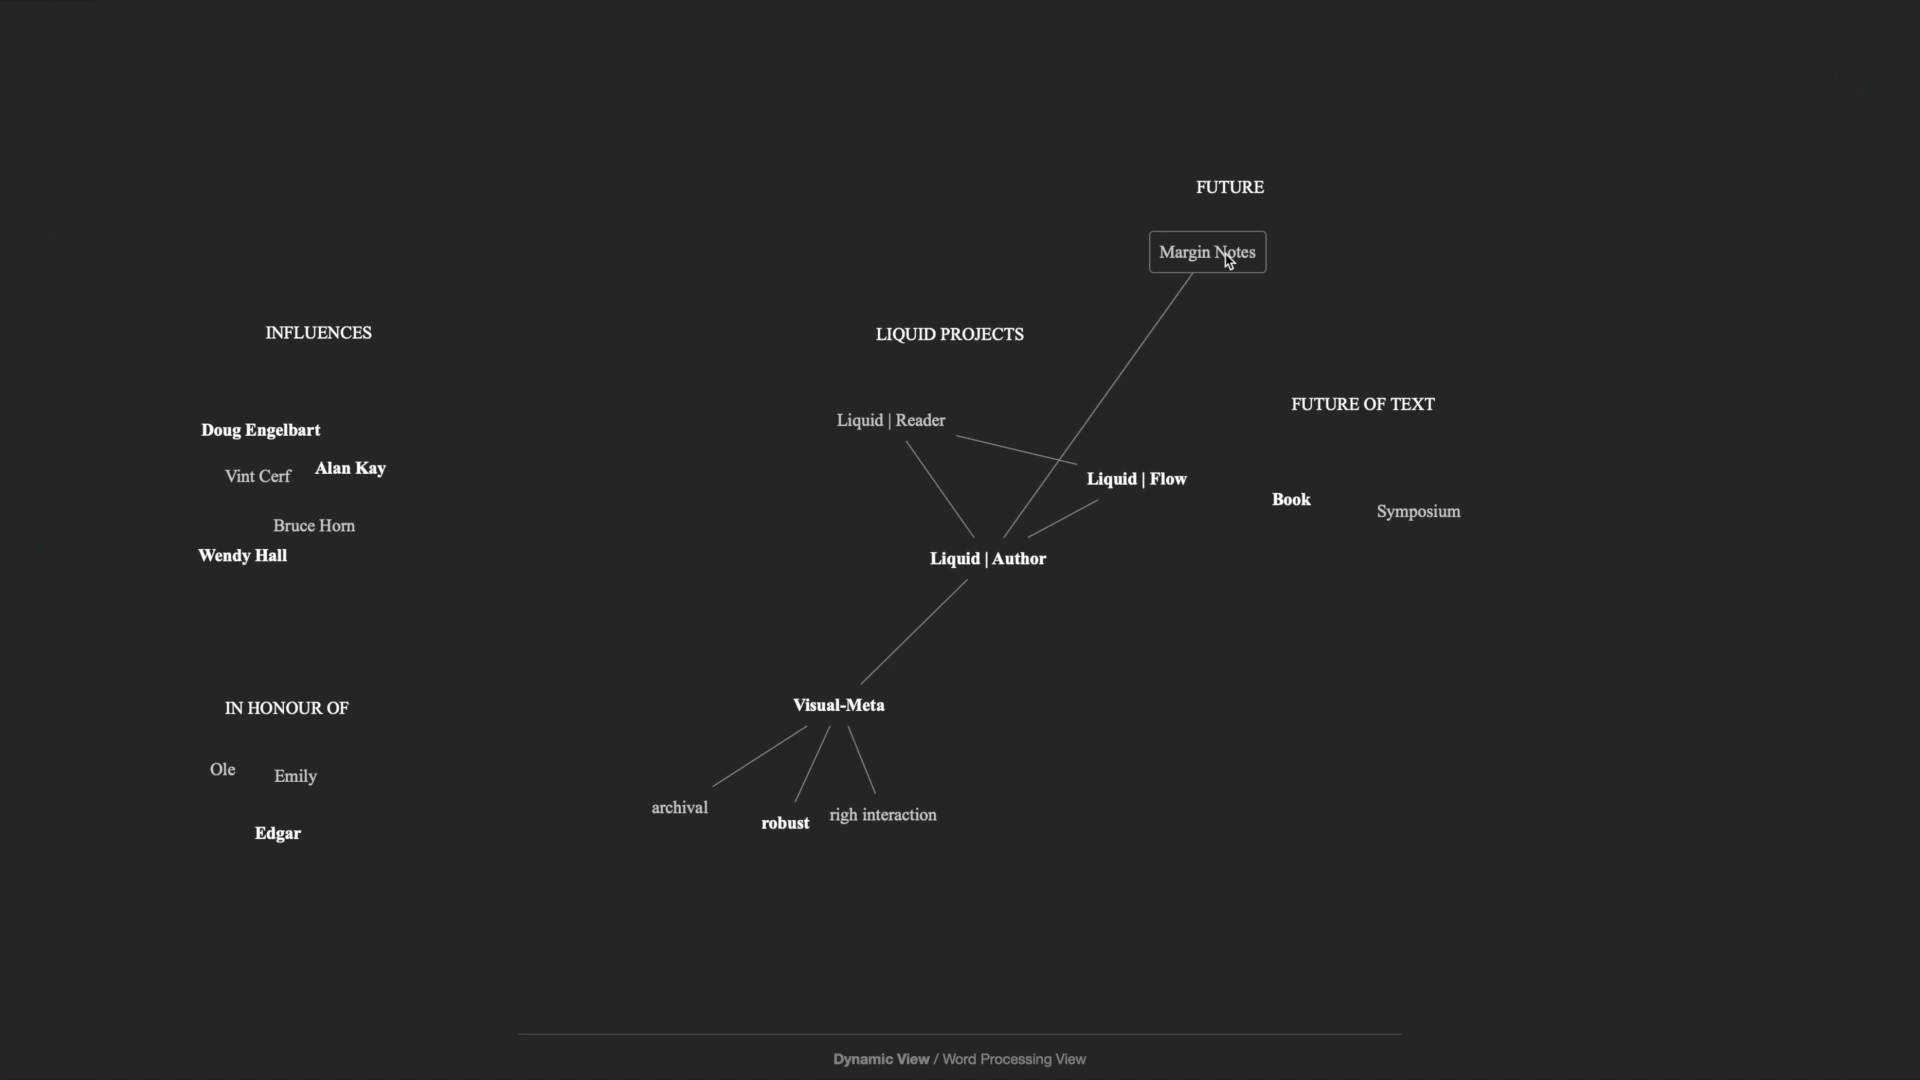 FUTURE
Margin Notes
INFLUENCES
LIQUID PROJECTS
FUTURE OF TEXT
Liquid | Reader
Doug Engelbart
Vint Cerf
Alan Kay
Liquid | Flow
Book
Symposium
Bruce Horn
Wendy Hall
Liquid | Author
IN HONOUR OF
Visual-Meta
Ole
Emily
archival
robust
righ interaction
Edgar
Dynamic View / Word Processing View